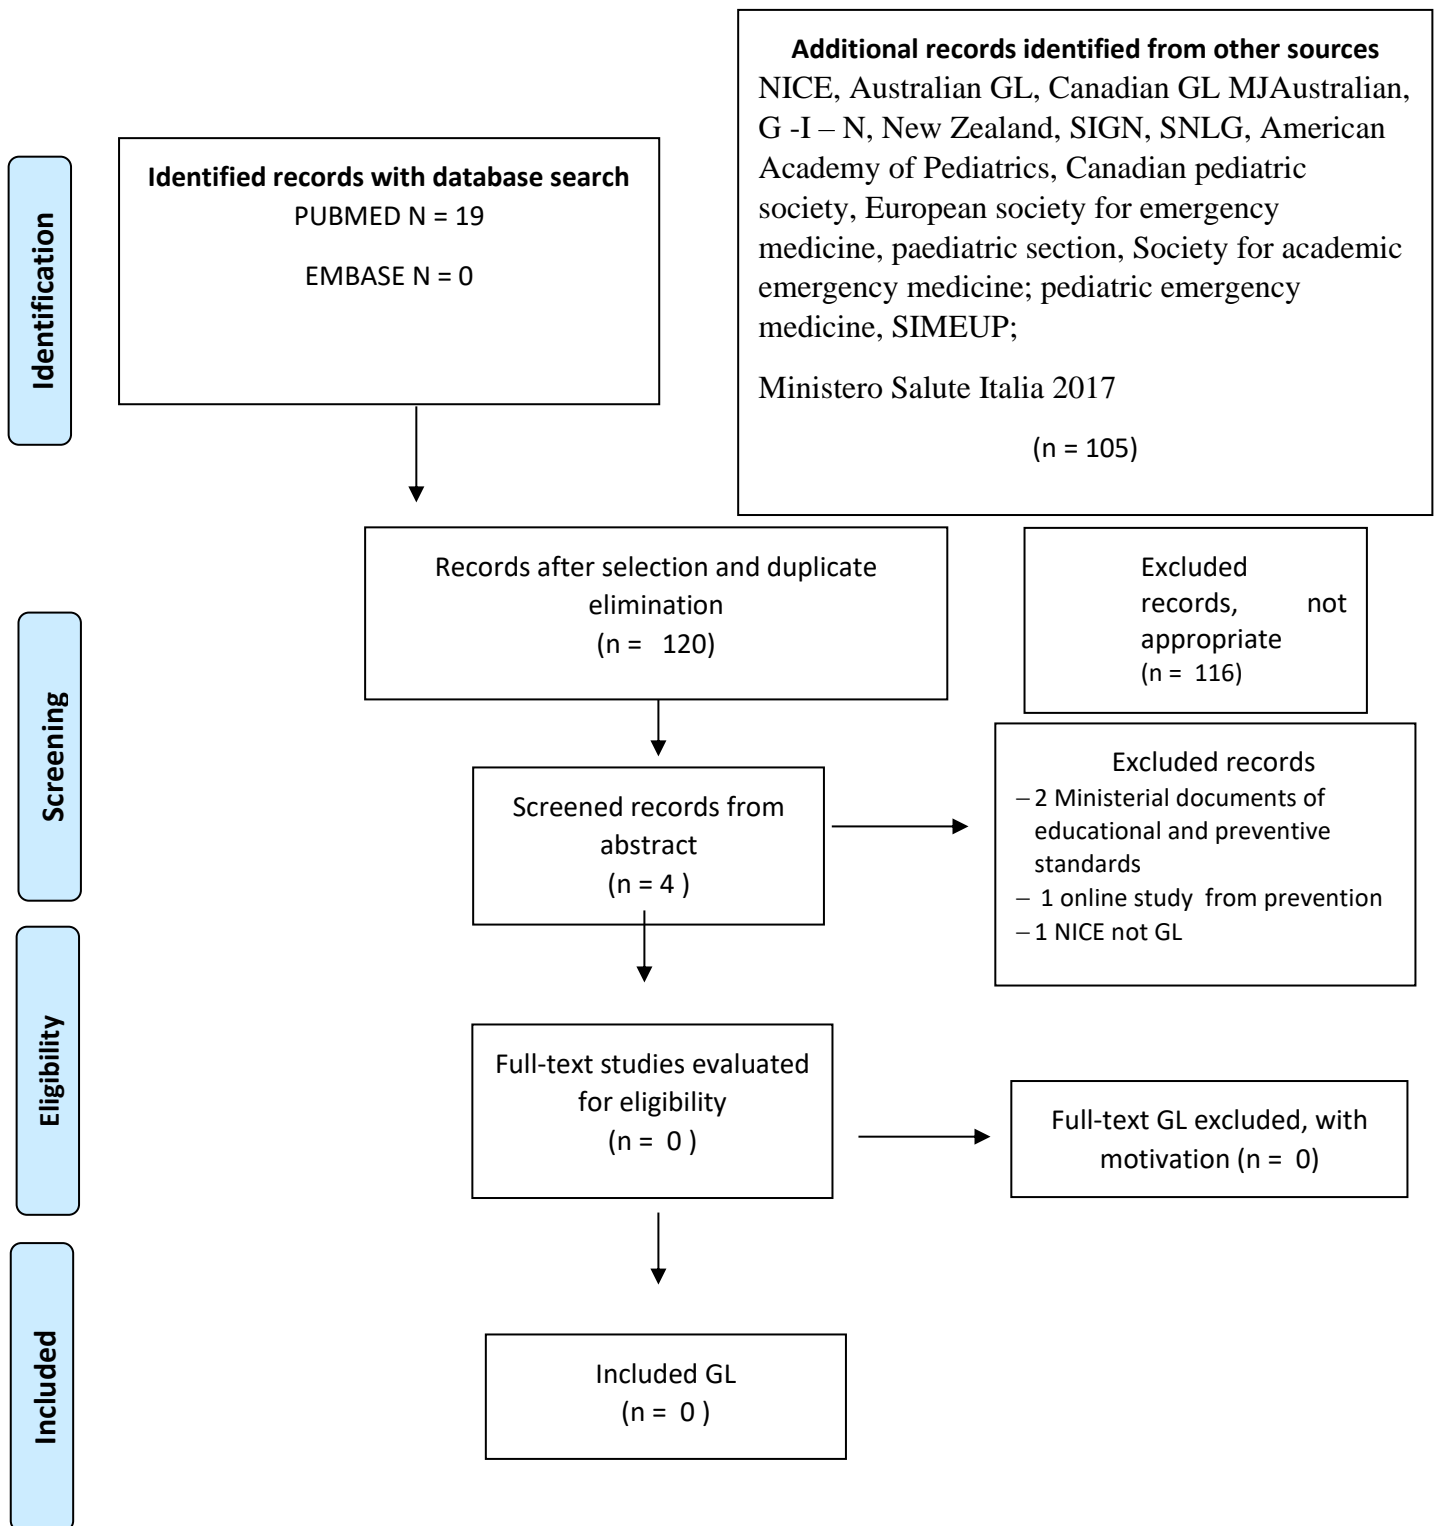 Identification
Identified records with database search
PUBMED N = 19
EMBASE N = 0
Additional records identified from other sources
NICE, Australian GL, Canadian GL MJAustralian,
G -I – N, New Zealand, SIGN, SNLG, American
Academy of Pediatrics, Canadian pediatric
society, European society for emergency
medicine, paediatric section, Society for academic
emergency medicine; pediatric emergency
medicine, SIMEUP;
Ministero Salute Italia 2017
(n = 105)
Screening
Records after selection and duplicate
elimination
(n = 120)
Excluded
records, not
appropriate
(n = 116)
Screened records from
abstract
(n = 4 )
Excluded records
– 2 Ministerial documents of
educational and preventive
standards
– 1 online study from prevention
– 1 NICE not GL
Eligibility
Full-text studies evaluated
for eligibility
(n = 0 )
Full-text GL excluded, with
motivation (n = 0)
Included
Included GL
(n = 0 )